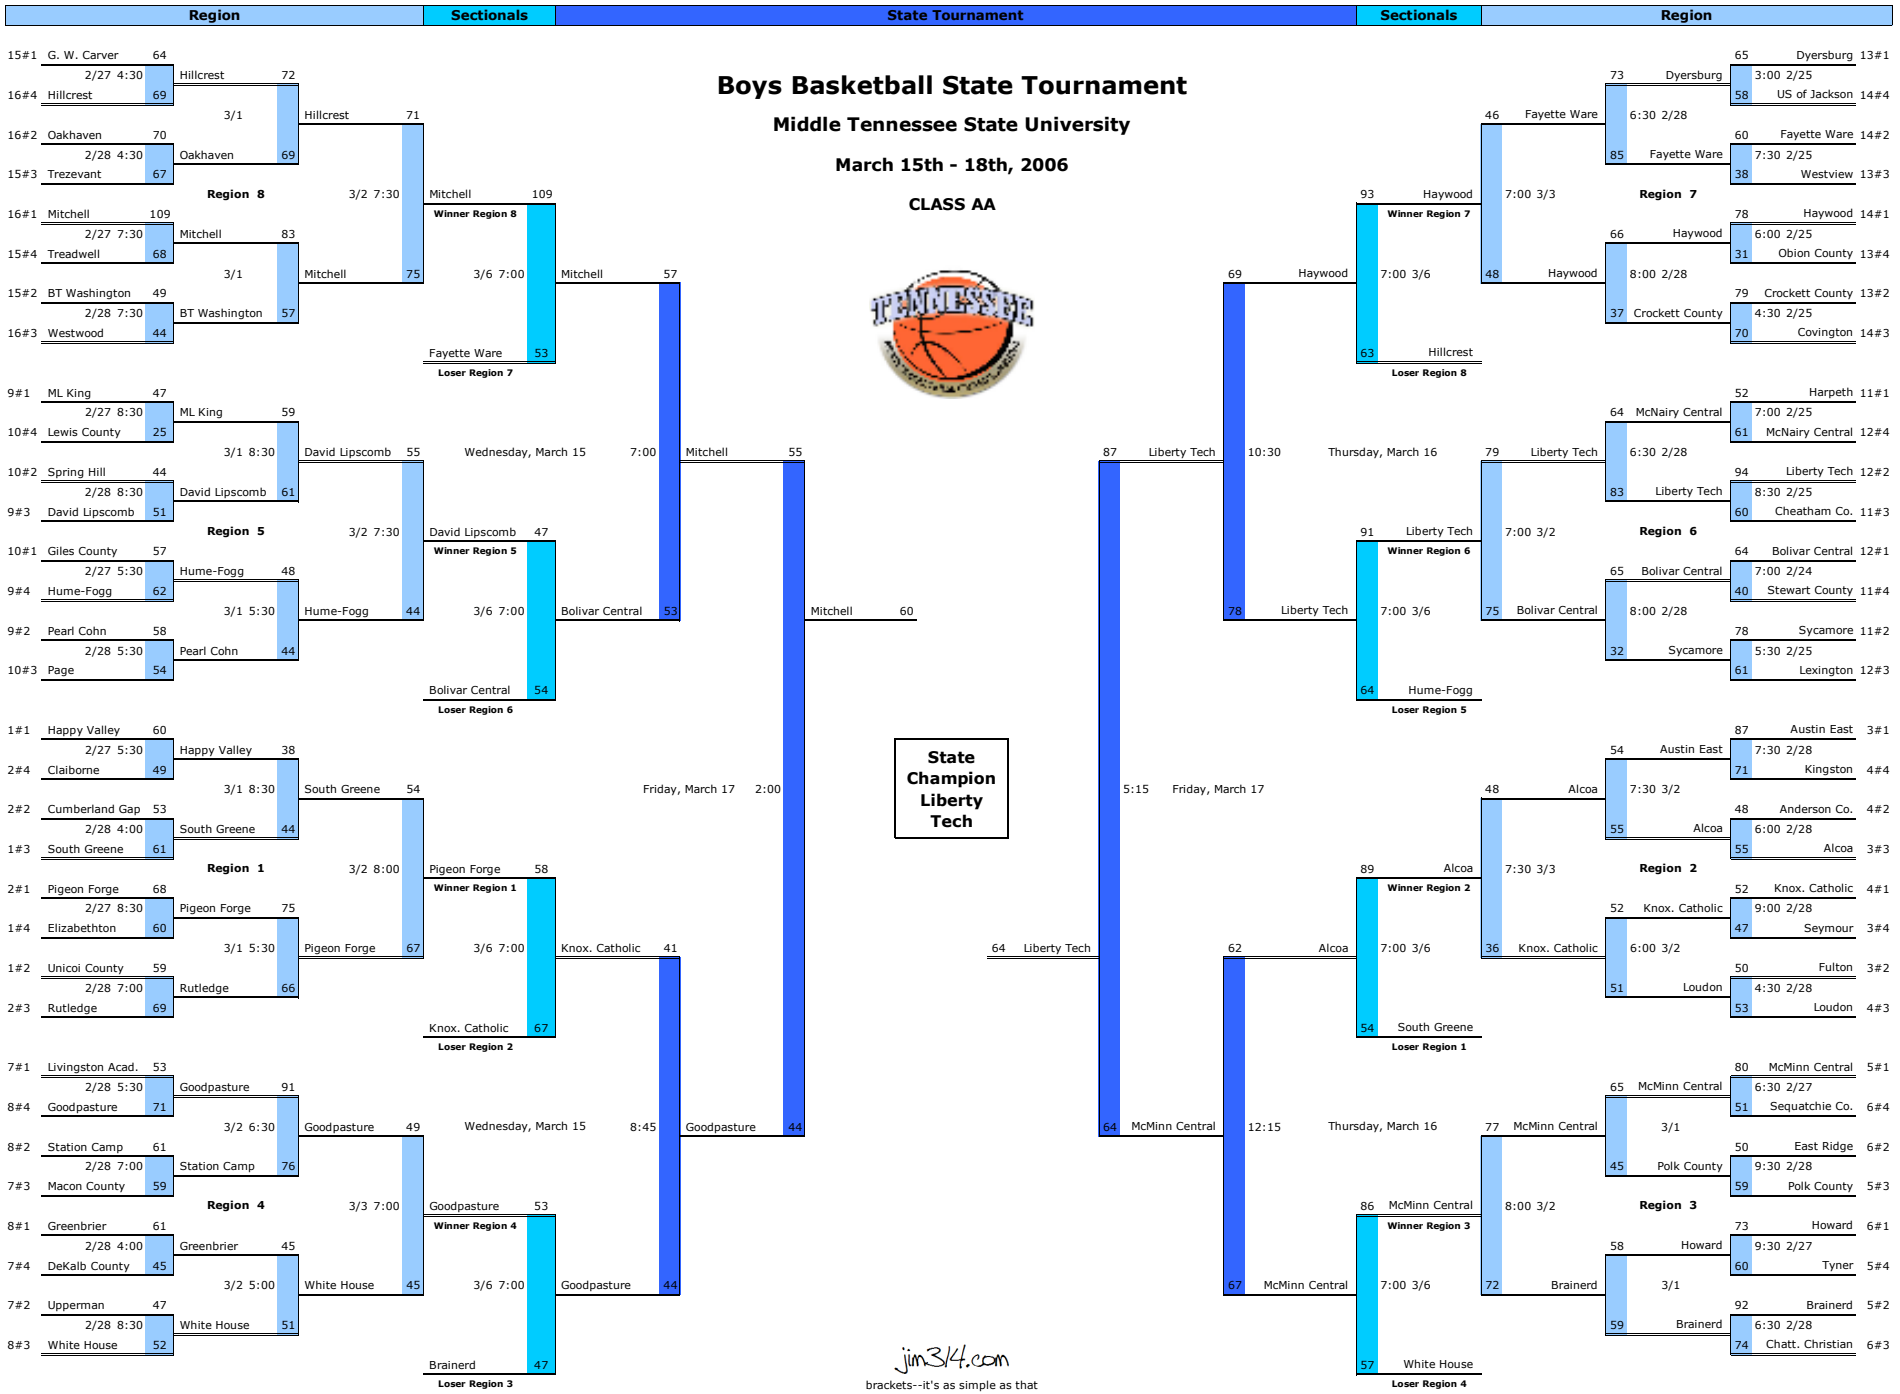 Region Sectionals State Tournament Sectionals Region
Boys Basketball State Tournament
Middle Tennessee State University
March 15th - 18th, 2006
CLASS AA
TENNESSEE
15#1 G. W. Carver 64
2/27 4:30 Hillcrest 72
16#4 Hillcrest 69
3/1 Hillcrest 71
16#2 Oakhaven 70
2/28 4:30 Oakhaven 69
15#3 Trezevant 67
Region 8 3/2 7:30 Mitchell 109
Winner Region 8
16#1 Mitchell 109
2/27 7:30 Mitchell 83
15#4 Treadwell 68
3/1 Mitchell 75 3/6 7:00 Mitchell 57
15#2 BT Washington 49
2/28 7:30 BT Washington 57
16#3 Westwood 44
Fayette Ware 53
Loser Region 7
9#1 ML King 47
2/27 8:30 ML King 59
10#4 Lewis County 25
3/1 8:30 David Lipscomb 55 Wednesday, March 15 7:00 Mitchell 55
10#2 Spring Hill 44
2/28 8:30 David Lipscomb 61
9#3 David Lipscomb 51
Region 5 3/2 7:30 David Lipscomb 47
Winner Region 5
10#1 Giles County 57
2/27 5:30 Hume-Fogg 48
9#4 Hume-Fogg 62
3/1 5:30 Hume-Fogg 44 3/6 7:00 Bolivar Central 53 Mitchell 60
9#2 Pearl Cohn 58
2/28 5:30 Pearl Cohn 44
10#3 Page 54
Bolivar Central 54
Loser Region 6
1#1 Happy Valley 60
2/27 5:30 Happy Valley 38
2#4 Claiborne 49
3/1 8:30 South Greene 54 Friday, March 17 2:00
2#2 Cumberland Gap 53
2/28 4:00 South Greene 44
1#3 South Greene 61
Region 1 3/2 8:00 Pigeon Forge 58
Winner Region 1
2#1 Pigeon Forge 68
2/27 8:30 Pigeon Forge 75
1#4 Elizabethton 60
3/1 5:30 Pigeon Forge 67 3/6 7:00 Knox. Catholic 41
1#2 Unicoi County 59
2/28 7:00 Rutledge 66
2#3 Rutledge 69
Knox. Catholic 67
Loser Region 2
7#1 Livingston Acad. 53
2/28 5:30 Goodpasture 91
8#4 Goodpasture 71
3/2 6:30 Goodpasture 49 Wednesday, March 15 8:45 Goodpasture 44
8#2 Station Camp 61
2/28 7:00 Station Camp 76
7#3 Macon County 59
Region 4 3/3 7:00 Goodpasture 53
Winner Region 4
8#1 Greenbrier 61
2/28 4:00 Greenbrier 45
7#4 DeKalb County 45
3/2 5:00 White House 45 3/6 7:00 Goodpasture 44
7#2 Upperman 47
2/28 8:30 White House 51
8#3 White House 52
Brainerd 47
Loser Region 3
State
Champion
Liberty
Tech
65 Dyersburg 13#1
73 Dyersburg 3:00 2/25
58 US of Jackson 14#4
46 Fayette Ware 6:30 2/28
60 Fayette Ware 14#2
85 Fayette Ware 7:30 2/25
38 Westview 13#3
93 Haywood 7:00 3/3 Region 7
Winner Region 7
78 Haywood 14#1
66 Haywood 6:00 2/25
31 Obion County 13#4
69 Haywood 7:00 3/6 48 Haywood 8:00 2/28
79 Crockett County 13#2
37 Crockett County 4:30 2/25
70 Covington 14#3
63 Hillcrest
Loser Region 8
52 Harpeth 11#1
64 McNairy Central 7:00 2/25
61 McNairy Central 12#4
87 Liberty Tech 10:30 Thursday, March 16 79 Liberty Tech 6:30 2/28
94 Liberty Tech 12#2
83 Liberty Tech 8:30 2/25
60 Cheatham Co. 11#3
91 Liberty Tech 7:00 3/2 Region 6
Winner Region 6
64 Bolivar Central 12#1
65 Bolivar Central 7:00 2/24
40 Stewart County 11#4
78 Liberty Tech 7:00 3/6 75 Bolivar Central 8:00 2/28
78 Sycamore 11#2
32 Sycamore 5:30 2/25
61 Lexington 12#3
64 Hume-Fogg
Loser Region 5
87 Austin East 3#1
54 Austin East 7:30 2/28
71 Kingston 4#4
5:15 Friday, March 17 48 Alcoa 7:30 3/2
48 Anderson Co. 4#2
55 Alcoa 6:00 2/28
55 Alcoa 3#3
89 Alcoa 7:30 3/3 Region 2
Winner Region 2
52 Knox. Catholic 4#1
52 Knox. Catholic 9:00 2/28
47 Seymour 3#4
64 Liberty Tech 62 Alcoa 7:00 3/6 36 Knox. Catholic 6:00 3/2
50 Fulton 3#2
51 Loudon 4:30 2/28
53 Loudon 4#3
54 South Greene
Loser Region 1
80 McMinn Central 5#1
65 McMinn Central 6:30 2/27
51 Sequatchie Co. 6#4
64 McMinn Central 12:15 Thursday, March 16 77 McMinn Central 3/1
50 East Ridge 6#2
45 Polk County 9:30 2/28
59 Polk County 5#3
86 McMinn Central 8:00 3/2 Region 3
Winner Region 3
73 Howard 6#1
58 Howard 9:30 2/27
60 Tyner 5#4
67 McMinn Central 7:00 3/6 72 Brainerd 3/1
92 Brainerd 5#2
59 Brainerd 6:30 2/28
74 Chatt. Christian 6#3
57 White House
Loser Region 4
jim314.com
brackets--it's as simple as that